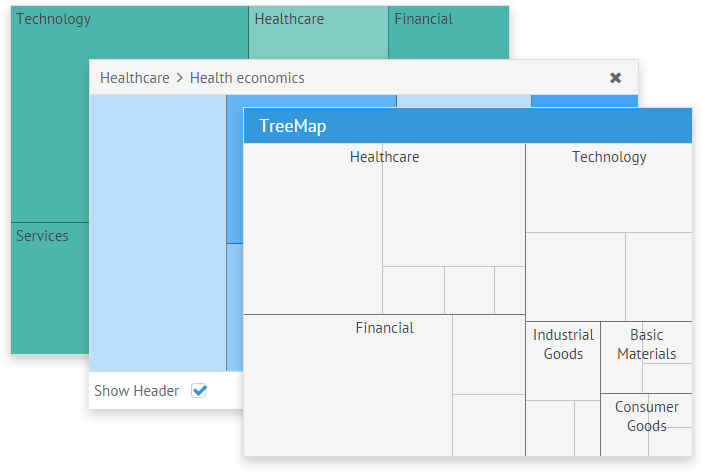 Technology
Healthcare
Financial
Services
Healthcare > Health economics
Show Header
TreeMap
Healthcare
Technology
Financial
Industrial
Goods
Basic
Materials
Consumer
Goods